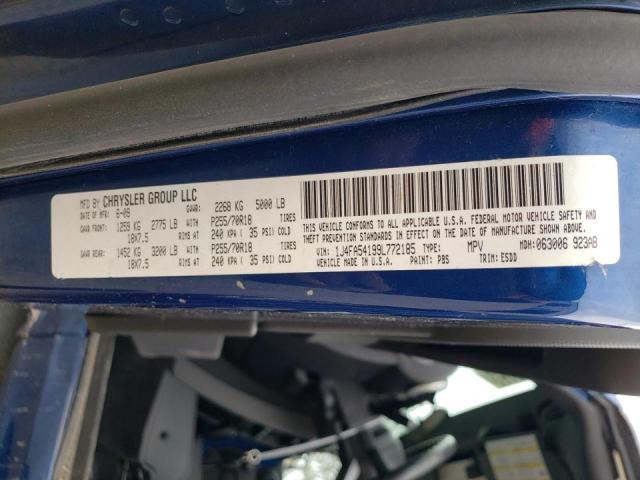 MFD BY CHRYSLER GROUP LLC
DATE OF MFR: 6-09 GVWR: 2268 KG 5000 LB
GAWR FRONT: 1259 KG 2775 LB WITH P255/70R18 TIRES
18X7.5 RIMS AT 240 KPA ( 35 PSI) COLD
GAWR REAR: 1452 KG 3200 LB WITH P255/70R18 TIRES
18X7.5 RIMS AT 240 KPA ( 35 PSI) COLD
THIS VEHICLE CONFORMS TO ALL APPLICABLE U.S.A. FEDERAL MOTOR VEHICLE SAFETY, BUMPER, AND
THEFT PREVENTION STANDARDS IN EFFECT ON THE DATE OF MANUFACTURE SHOWN ABOVE.
VIN: 1J4FA54199L772185 TYPE: MPV MDH: 063006 923AB
VEHICLE MADE IN U.S.A. PAINT: PBS TRIM: E5DD